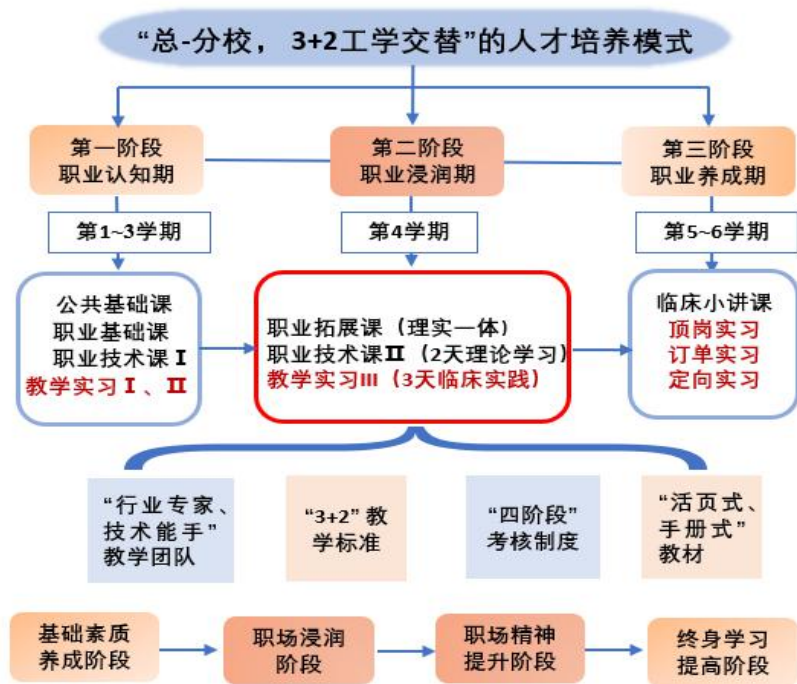 “总-分校， 3+2工学交替”的人才培养模式
第一阶段
职业认知期
第二阶段
职业浸润期
第三阶段
职业养成期
第1~3学期
第4学期
第5~6学期
公共基础课
职业基础课
职业技术课Ⅰ
教学实习Ⅰ、Ⅱ
职业拓展课（理实一体）
职业技术课Ⅱ（2天理论学习）
教学实习III（3天临床实践）
临床小讲课
顶岗实习
订单实习
定向实习
“行业专家、
技术能手”
教学团队
“3+2” 教
学标准
“四阶段”
考核制度
“活页式、
手册式”
教材
基础素质
养成阶段
职场浸润
阶段
职场精神
提升阶段
终身学习
提高阶段